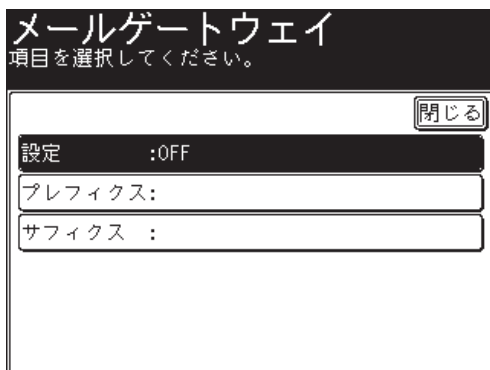 メールゲートウェイ
項目を選択してください。
閉じる
設定　　　:OFF
プレフィクス:
サフィクス　: